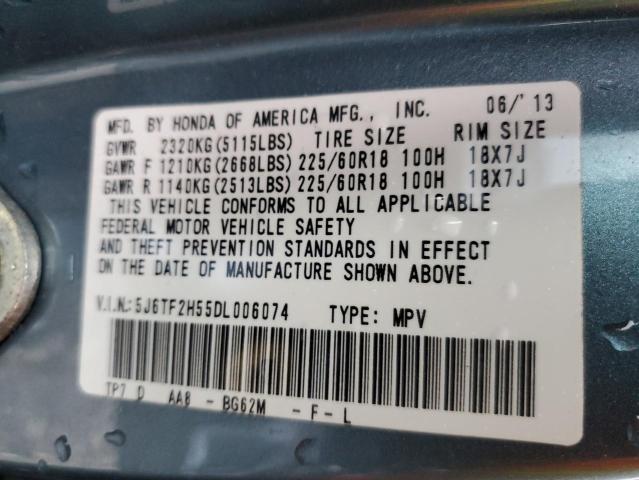 MFD. BY HONDA OF AMERICA MFG., INC. 06/'13
GVWR 2320KG(5115LBS) TIRE SIZE RIM SIZE
GAWR F 1210KG(2668LBS) 225/60R18 100H 18X7J
GAWR R 1140KG(2513LBS) 225/60R18 100H 18X7J
THIS VEHICLE CONFORMS TO ALL APPLICABLE
FEDERAL MOTOR VEHICLE SAFETY
AND THEFT PREVENTION STANDARDS IN EFFECT
ON THE DATE OF MANUFACTURE SHOWN ABOVE.
V.I.N.: 5J6TF2H55DL006074 TYPE: MPV
TP7 D AA8 - BG62M - F - L